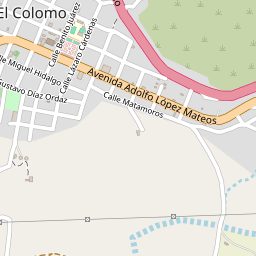 El Colomo
Calle Benito Juárez
Calle Lázaro Cárdenas
de Miguel Hidalgo
Gustavo Díaz Ordaz
Avenida Adolfo López Mateos
Calle Matamoros